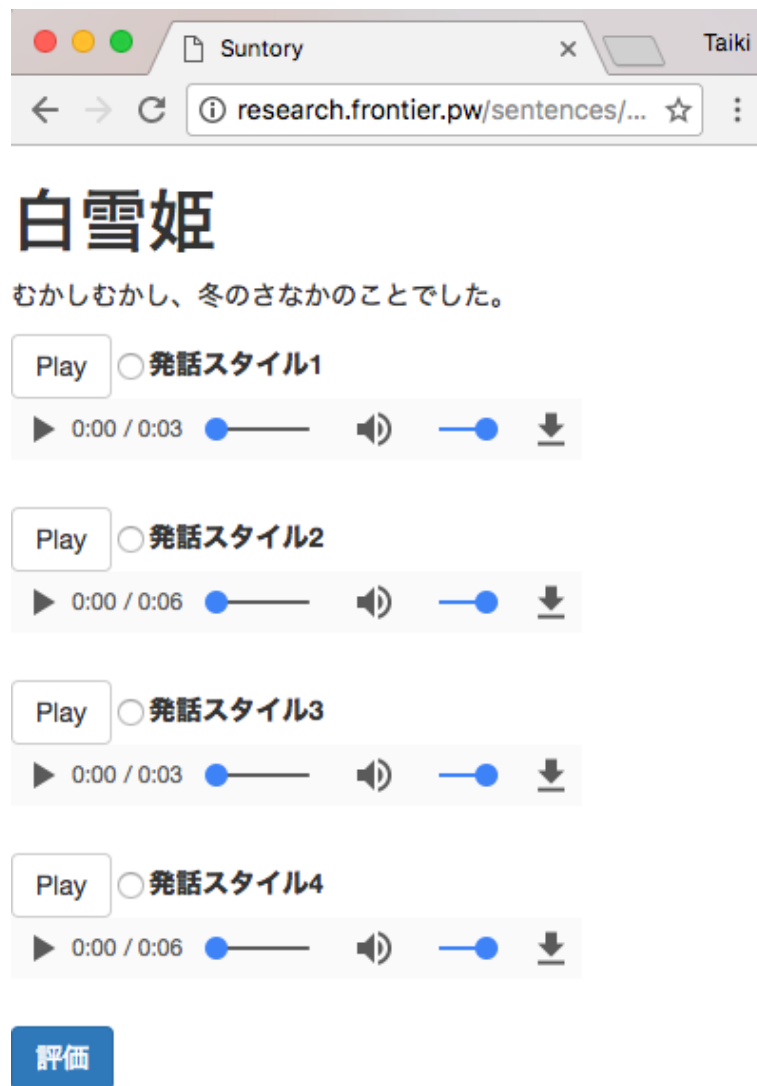 Suntory
Taiki
research.frontier.pw/sentences/...
白雪姫
むかしむかし、冬のさなかのことでした。
Play 発話スタイル1
0:00 / 0:03
Play 発話スタイル2
0:00 / 0:06
Play 発話スタイル3
0:00 / 0:03
Play 発話スタイル4
0:00 / 0:06
評価